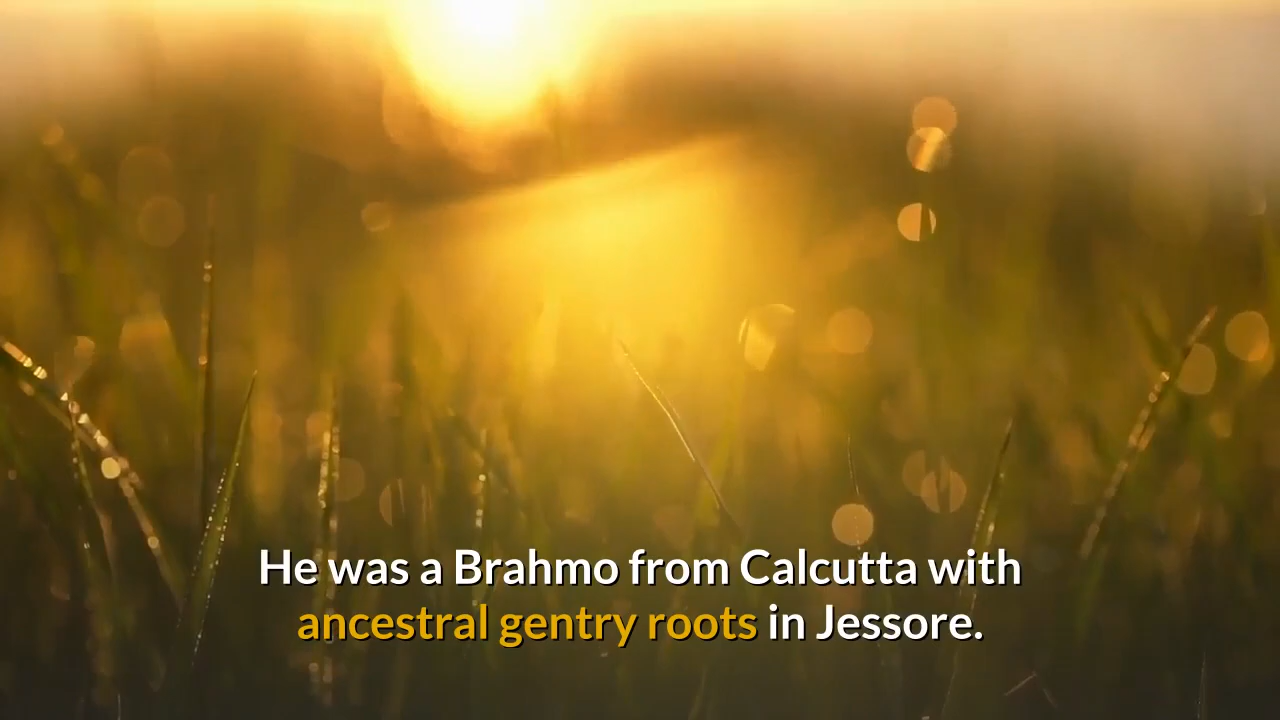 He was a Brahmo from Calcutta with
ancestral gentry roots in Jessore.